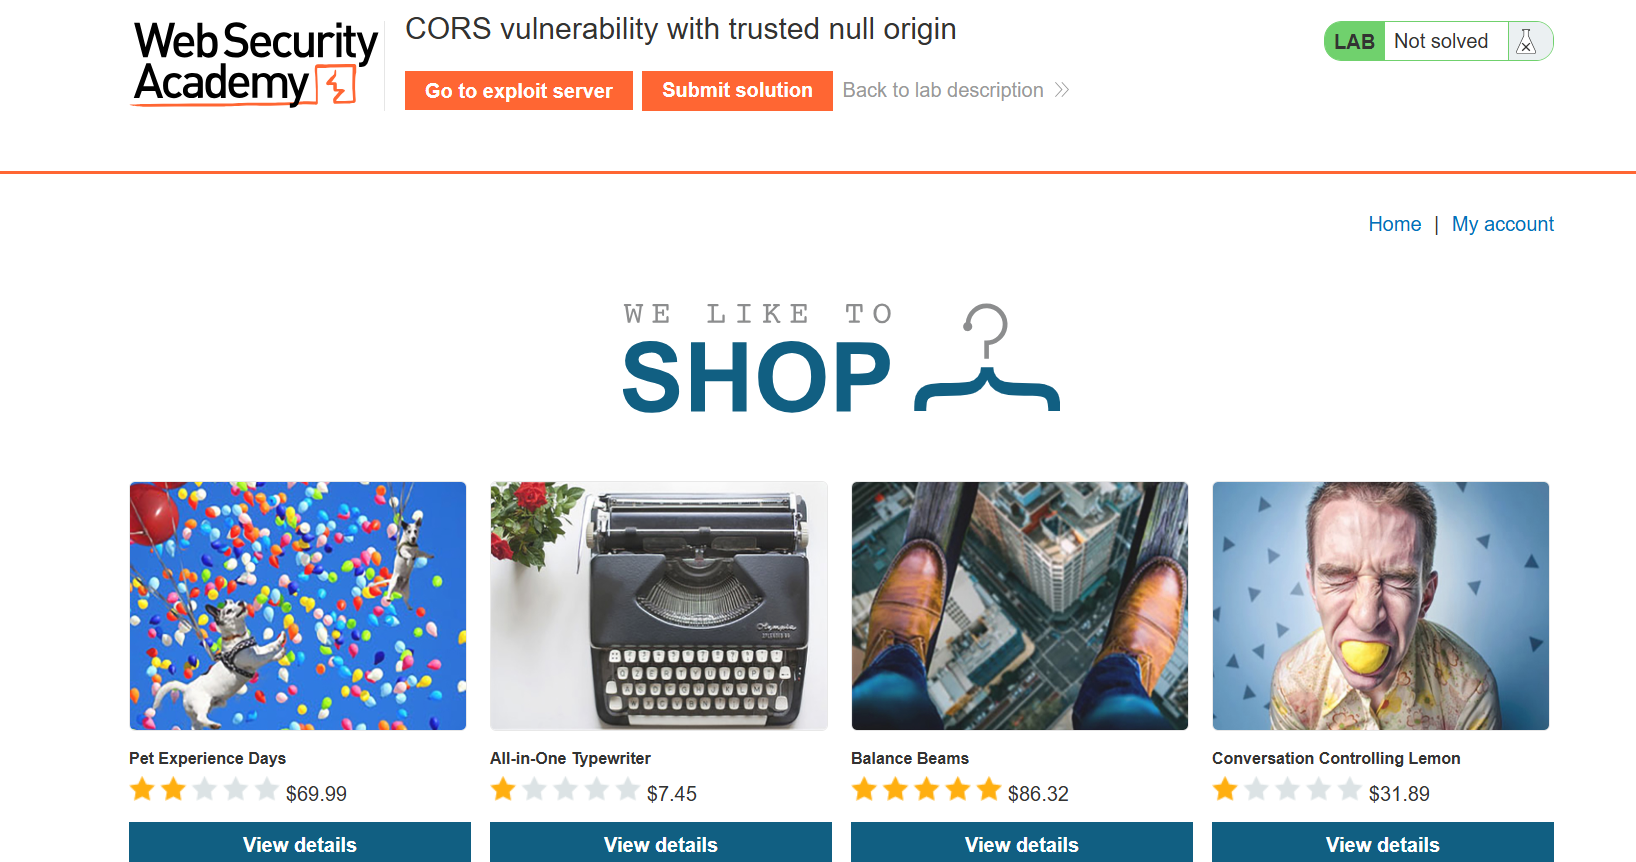 Web Security
Academy
CORS vulnerability with trusted null origin
Go to exploit server
Submit solution
Back to lab description
LAB
Not solved
Home | My account
WE LIKE TO
SHOP
Pet Experience Days
$69.99
View details
All-in-One Typewriter
$7.45
View details
Balance Beams
$86.32
View details
Conversation Controlling Lemon
$31.89
View details